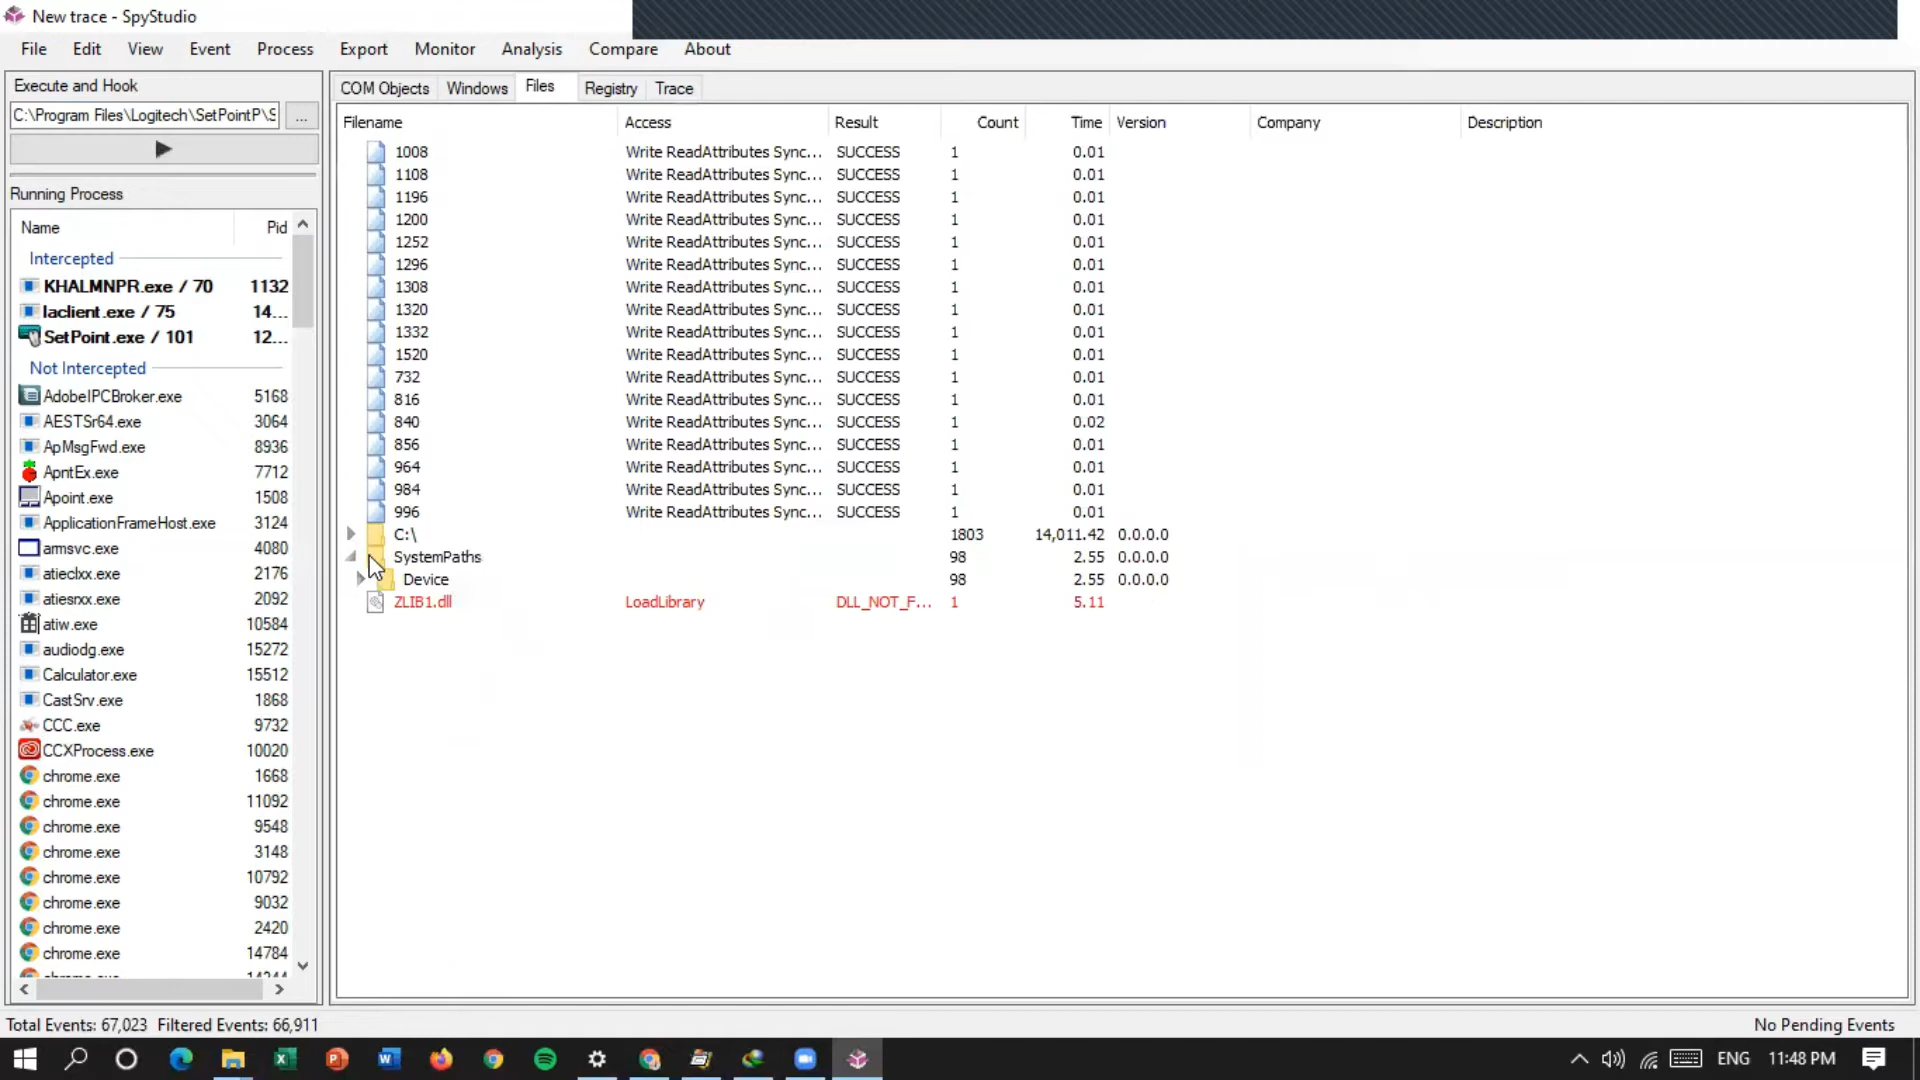 New trace - SpyStudio
File Edit View Event Process Export Monitor Analysis Compare About
Execute and Hook
C:\Program Files\Logitech\SetPointP\S
...
COM Objects Windows Files Registry Trace
Filename Access Result Count Time Version Company Description
Running Process
Name Pid
Intercepted
KHALMNPR.exe / 70 1132
laclient.exe / 75 14...
SetPoint.exe / 101 12...
Not Intercepted
AdobeIPCBroker.exe 5168
AESTSr64.exe 3064
ApMsgFwd.exe 8936
ApntEx.exe 7712
Apoint.exe 1508
ApplicationFrameHost.exe 3124
armsvc.exe 4080
atieclxx.exe 2176
atiesrxx.exe 2092
atiw.exe 10584
audiodg.exe 15272
Calculator.exe 15512
CastSrv.exe 1868
CCC.exe 9732
CCXProcess.exe 10020
chrome.exe 1668
chrome.exe 11092
chrome.exe 9548
chrome.exe 3148
chrome.exe 10792
chrome.exe 9032
chrome.exe 2420
chrome.exe 14784
1008 Write ReadAttributes Sync... SUCCESS 1 0.01
1108 Write ReadAttributes Sync... SUCCESS 1 0.01
1196 Write ReadAttributes Sync... SUCCESS 1 0.01
1200 Write ReadAttributes Sync... SUCCESS 1 0.01
1252 Write ReadAttributes Sync... SUCCESS 1 0.01
1296 Write ReadAttributes Sync... SUCCESS 1 0.01
1308 Write ReadAttributes Sync... SUCCESS 1 0.01
1320 Write ReadAttributes Sync... SUCCESS 1 0.01
1332 Write ReadAttributes Sync... SUCCESS 1 0.01
1520 Write ReadAttributes Sync... SUCCESS 1 0.01
732 Write ReadAttributes Sync... SUCCESS 1 0.01
816 Write ReadAttributes Sync... SUCCESS 1 0.01
840 Write ReadAttributes Sync... SUCCESS 1 0.02
856 Write ReadAttributes Sync... SUCCESS 1 0.01
964 Write ReadAttributes Sync... SUCCESS 1 0.01
984 Write ReadAttributes Sync... SUCCESS 1 0.01
996 Write ReadAttributes Sync... SUCCESS 1 0.01
C:\ 1803 14,011.42 0.0.0.0
SystemPaths 98 2.55 0.0.0.0
Device 98 2.55 0.0.0.0
ZLIB1.dll LoadLibrary DLL_NOT_F... 1 5.11
Total Events: 67,023 Filtered Events: 66,911
No Pending Events
ENG 11:48 PM